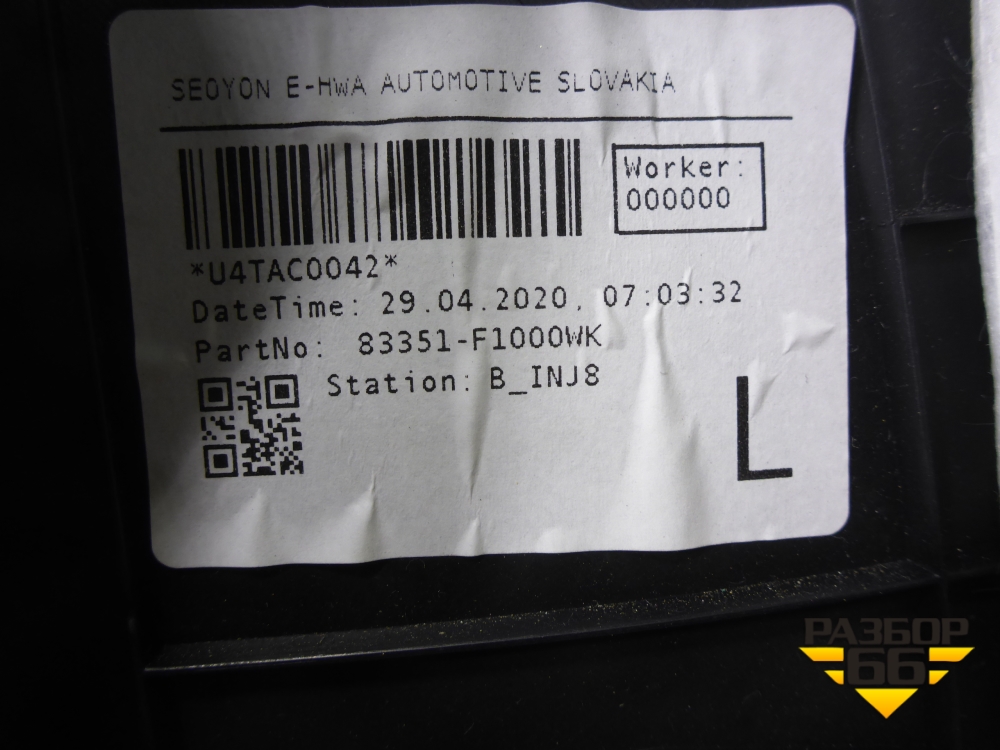 SEOYON E-HWA AUTOMOTIVE SLOVAKIA
Worker:
000000
*U4TAC0042*
DateTime: 29.04.2020, 07:03:32
PartNo: 83351-F1000WK
Station: B_INJ8
L
РАЗБОР
66